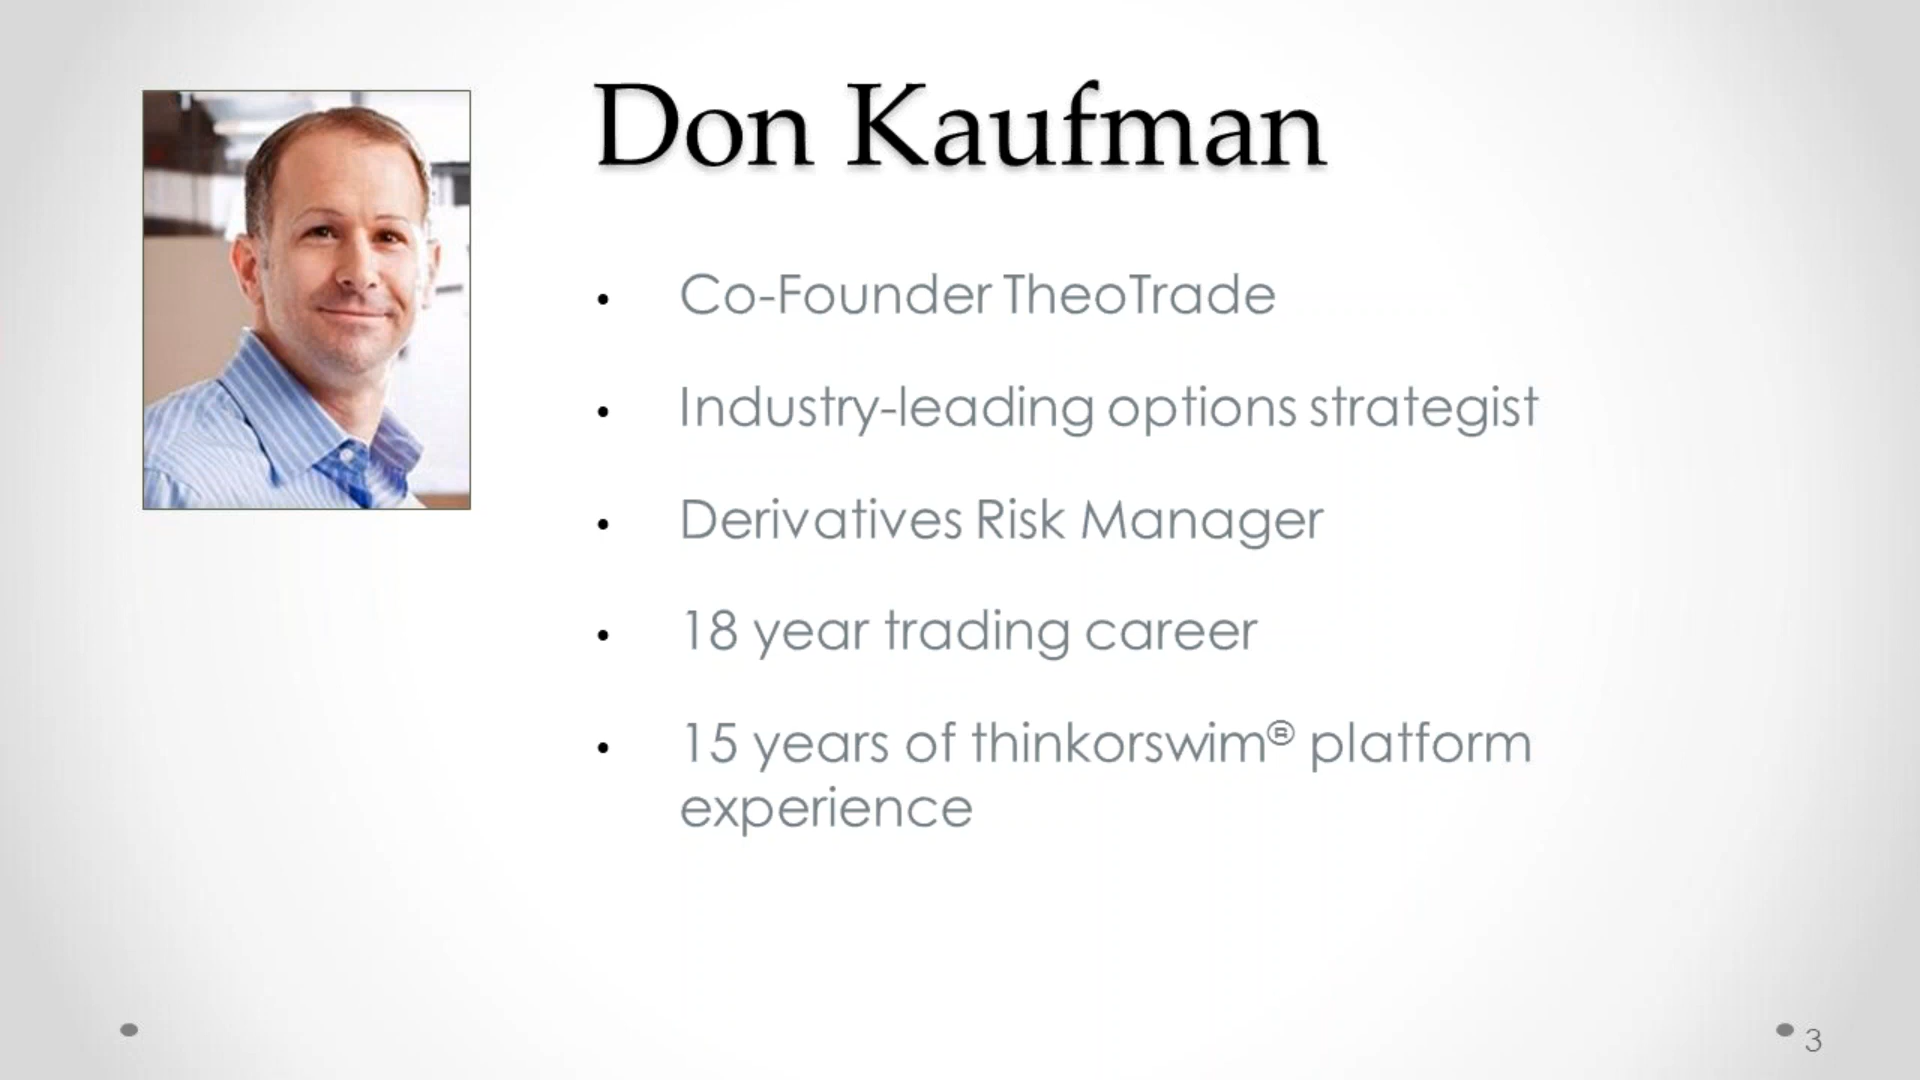 Don Kaufman
• Co-Founder TheoTrade
• Industry-leading options strategist
• Derivatives Risk Manager
• 18 year trading career
• 15 years of thinkorswim® platform
experience
3